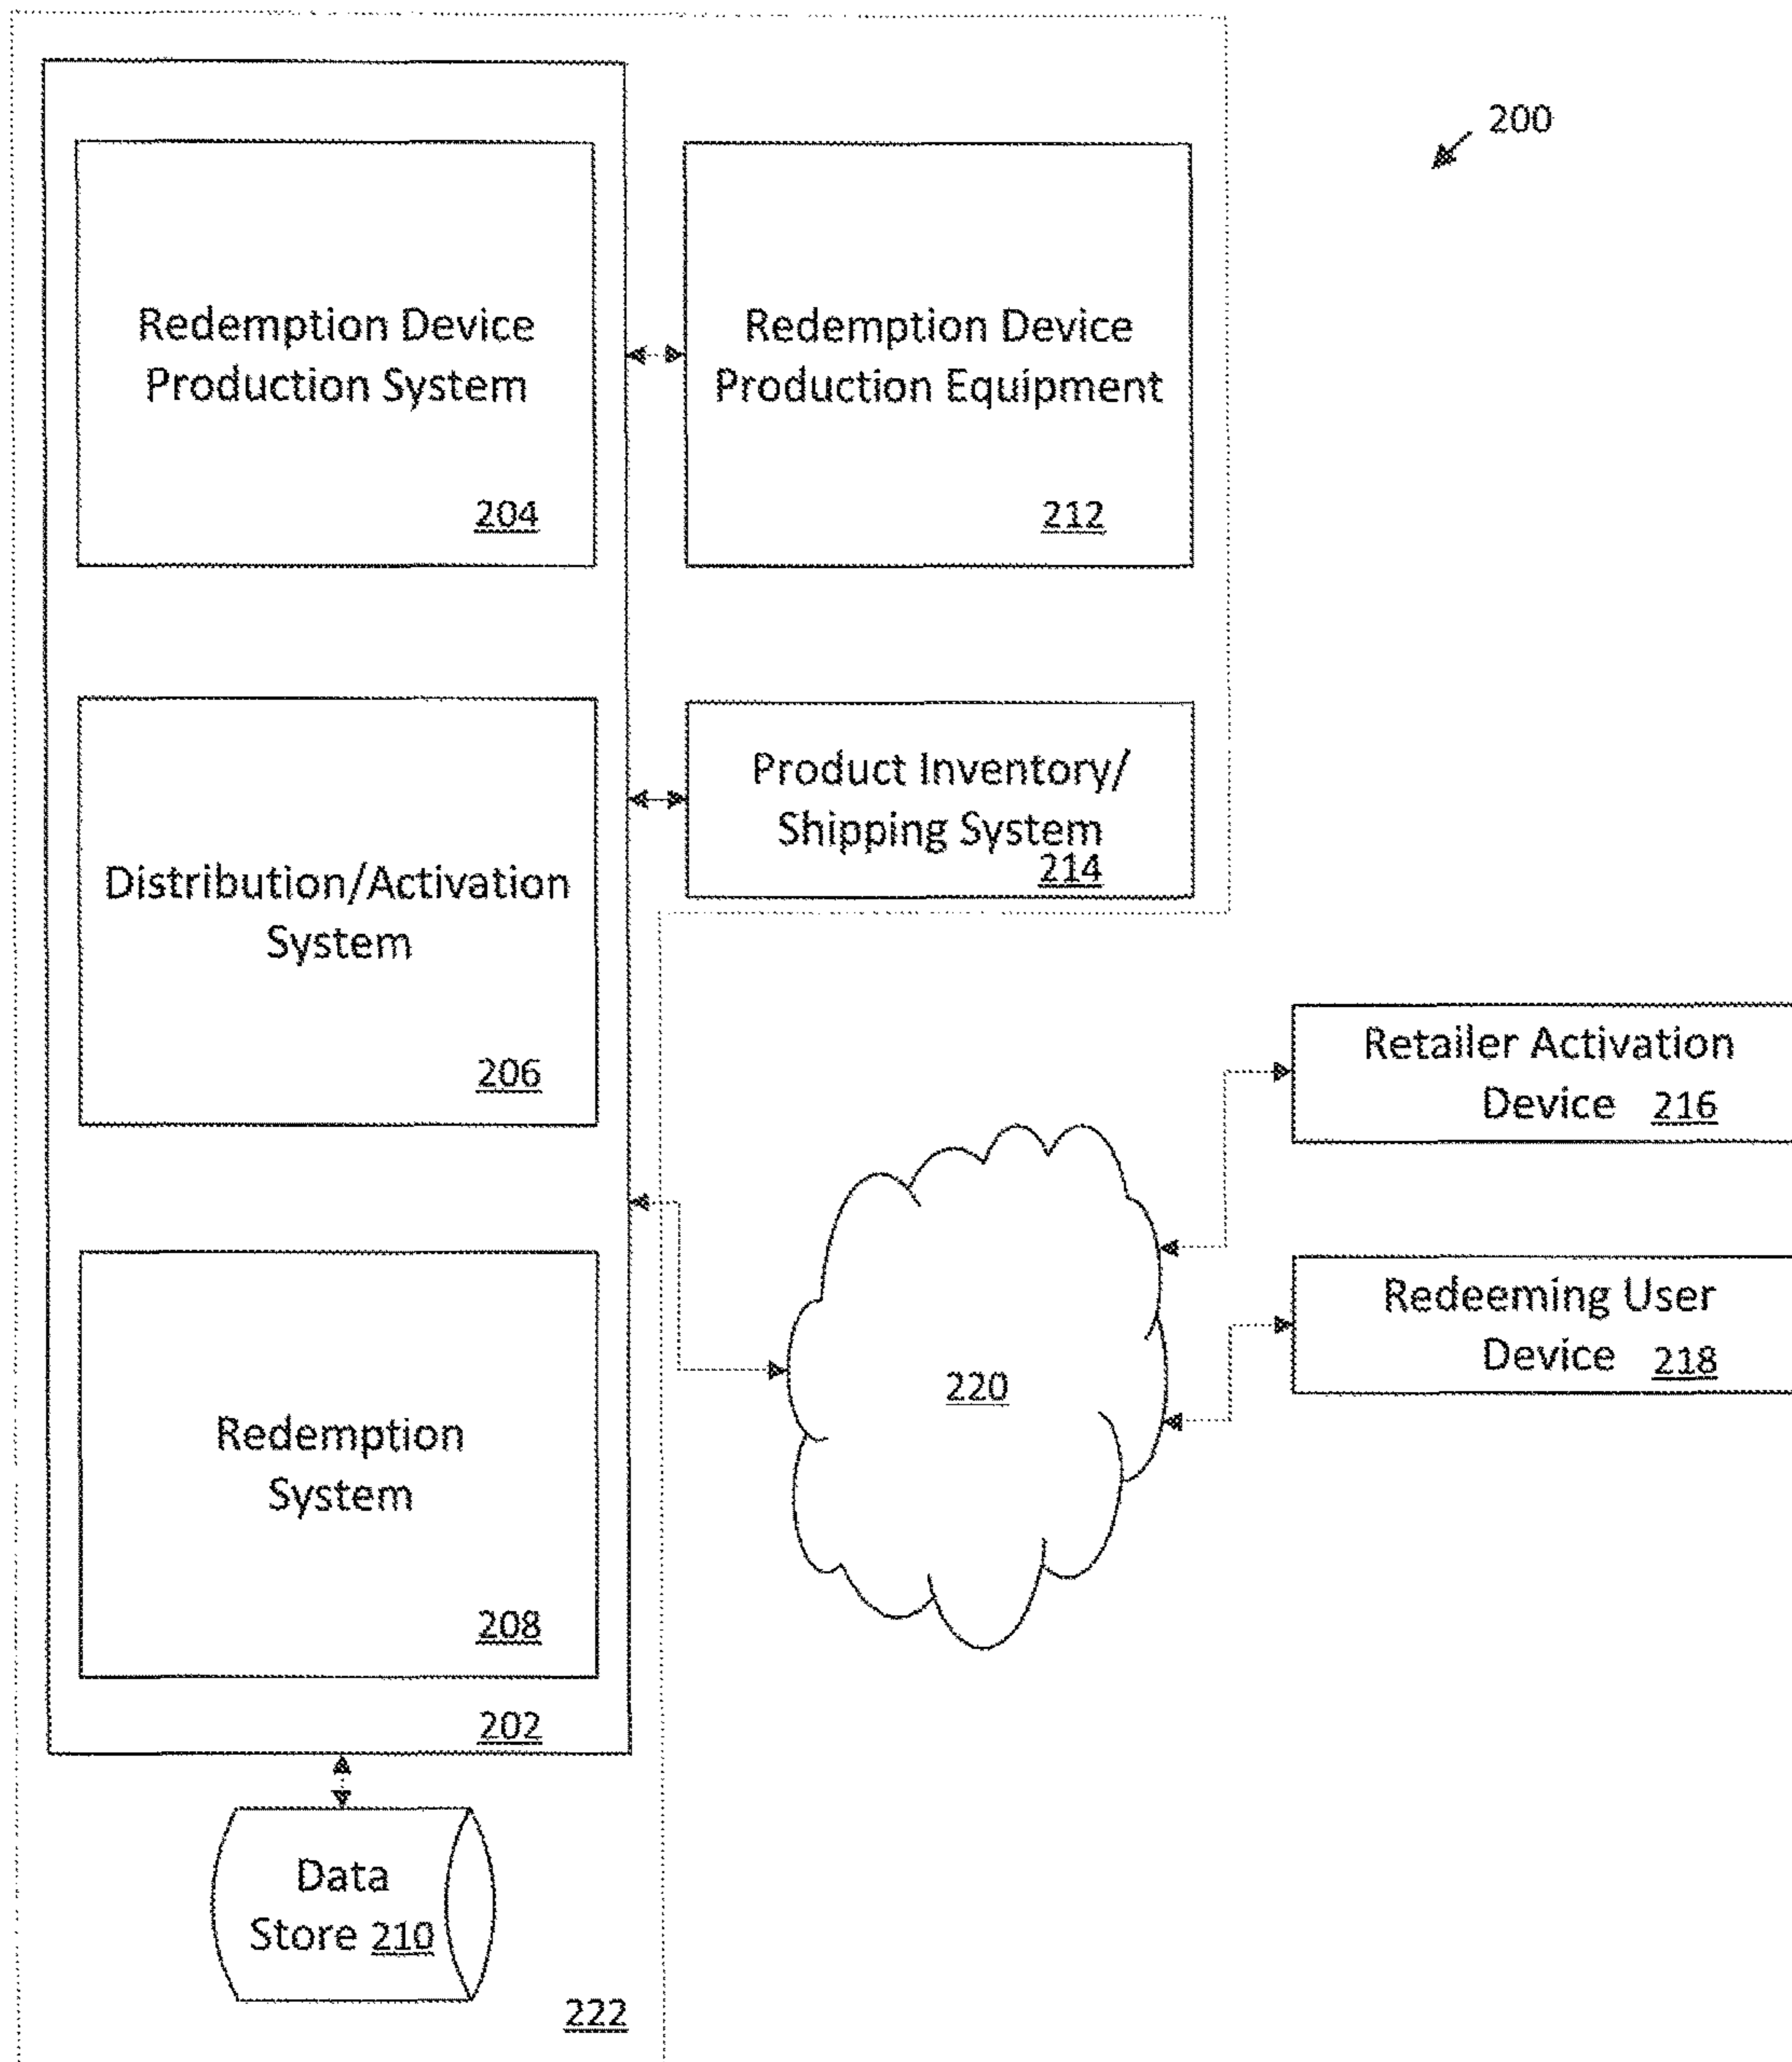 200
Redemption Device
Production System
204
Redemption Device
Production Equipment
212
Product Inventory/
Shipping System
214
Distribution/Activation
System
206
Retailer Activation
Device 216
Redeeming User
Device 218
220
Redemption
System
208
202
Data
Store 210
222